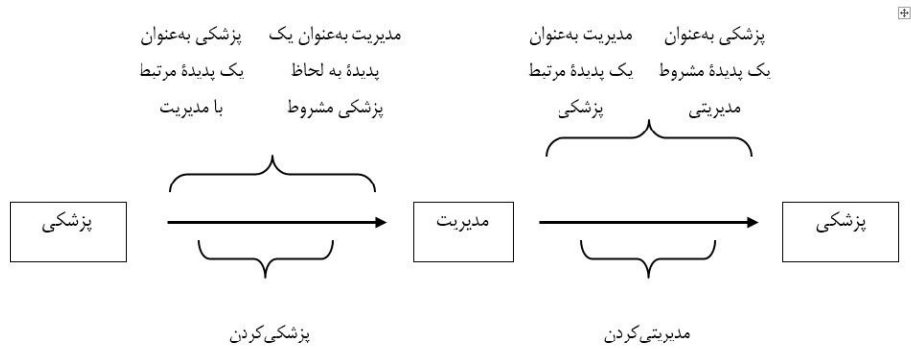 پزشکی به‌عنوان
یک پدیدهٔ مشروط
مدیریتی
مدیریت به‌عنوان
یک پدیدهٔ مرتبط
پزشکی
مدیریت به‌عنوان یک
پدیدهٔ به لحاظ
پزشکی مشروط
پزشکی به‌عنوان
یک پدیدهٔ مرتبط
با مدیریت
پزشکی
مدیریت
پزشکی
مدیریتی‌کردن
پزشکی‌کردن